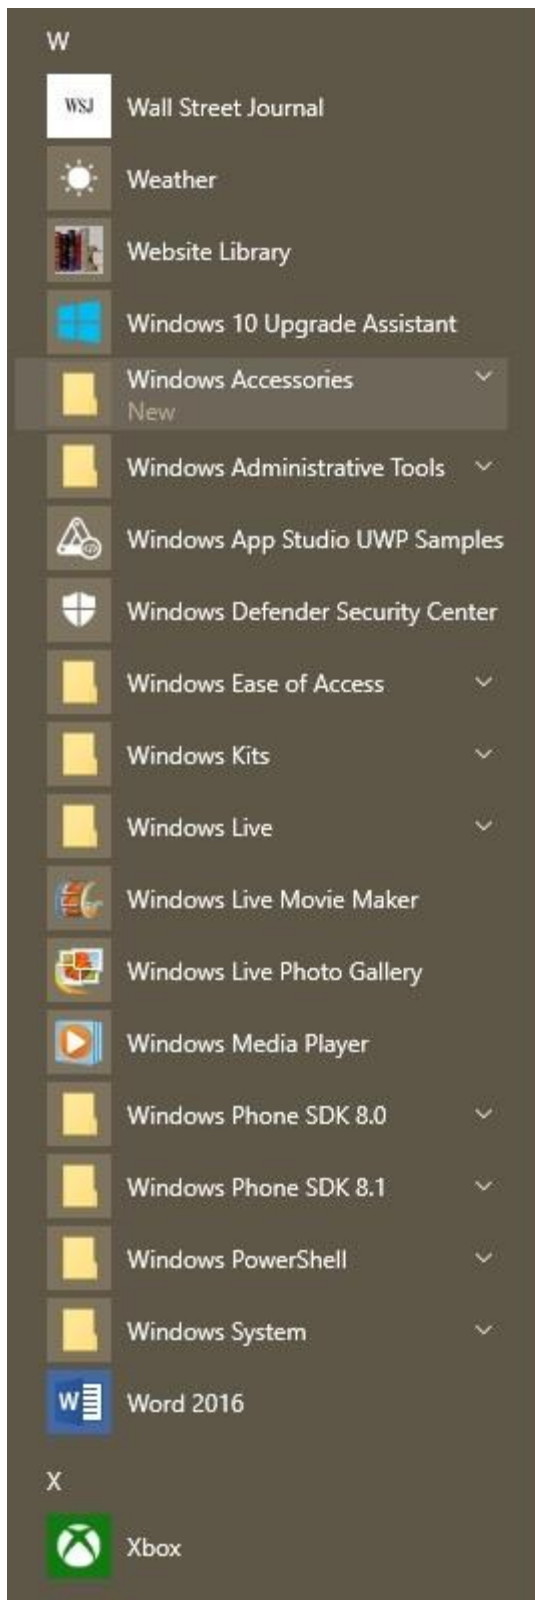 W
WSJ Wall Street Journal
Weather
Website Library
Windows 10 Upgrade Assistant
Windows Accessories
New
Windows Administrative Tools
Windows App Studio UWP Samples
Windows Defender Security Center
Windows Ease of Access
Windows Kits
Windows Live
Windows Live Movie Maker
Windows Live Photo Gallery
Windows Media Player
Windows Phone SDK 8.0
Windows Phone SDK 8.1
Windows PowerShell
Windows System
W Word 2016
X
Xbox